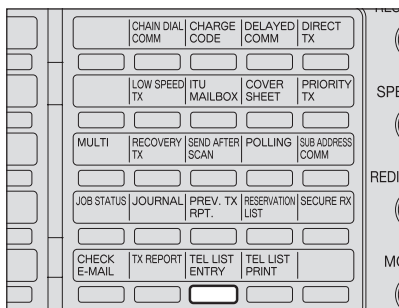 CHAIN DIAL COMM
CHARGE CODE
DELAYED COMM
DIRECT TX
LOW SPEED TX
ITU MAILBOX
COVER SHEET
PRIORITY TX
MULTI
RECOVERY TX
SEND AFTER SCAN
POLLING
SUB ADDRESS COMM
JOB STATUS
JOURNAL
PREV. TX RPT.
RESERVATION LIST
SECURE RX
CHECK E-MAIL
TX REPORT
TEL LIST ENTRY
TEL LIST PRINT
SPE
REDI
MO